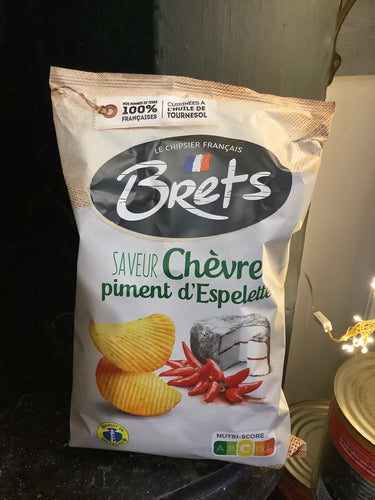 NOS POMMES DE TERRE
100%
FRANÇAISES
CUISINÉES À
L'HUILE DE
TOURNESOL
LE CHIPSIER FRANÇAIS
Brets
SAVEUR Chèvre
piment d'Espelette
NUTRI-SCORE
A B C D E